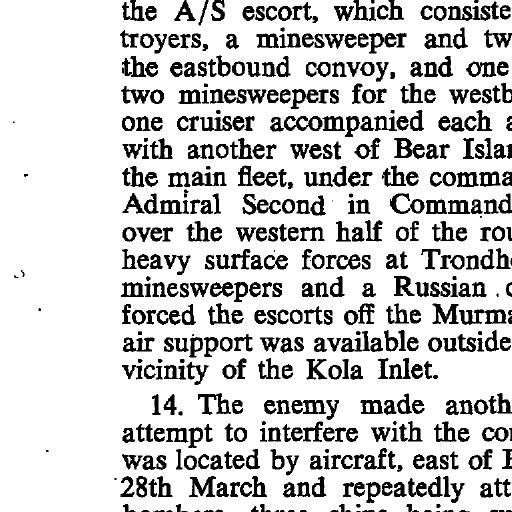 the A/S escort, which consiste
troyers, a minesweeper and tw
the eastbound convoy, and one
two minesweepers for the westb
one cruiser accompanied each a
with another west of Bear Islan
the main fleet, under the comma
Admiral Second in Command
over the western half of the rou
heavy surface forces at Trondh
minesweepers and a Russian
forced the escorts off the Murma
air support was available outside
vicinity of the Kola Inlet.
14. The enemy made anoth
attempt to interfere with the co
was located by aircraft, east of
28th March and repeatedly att